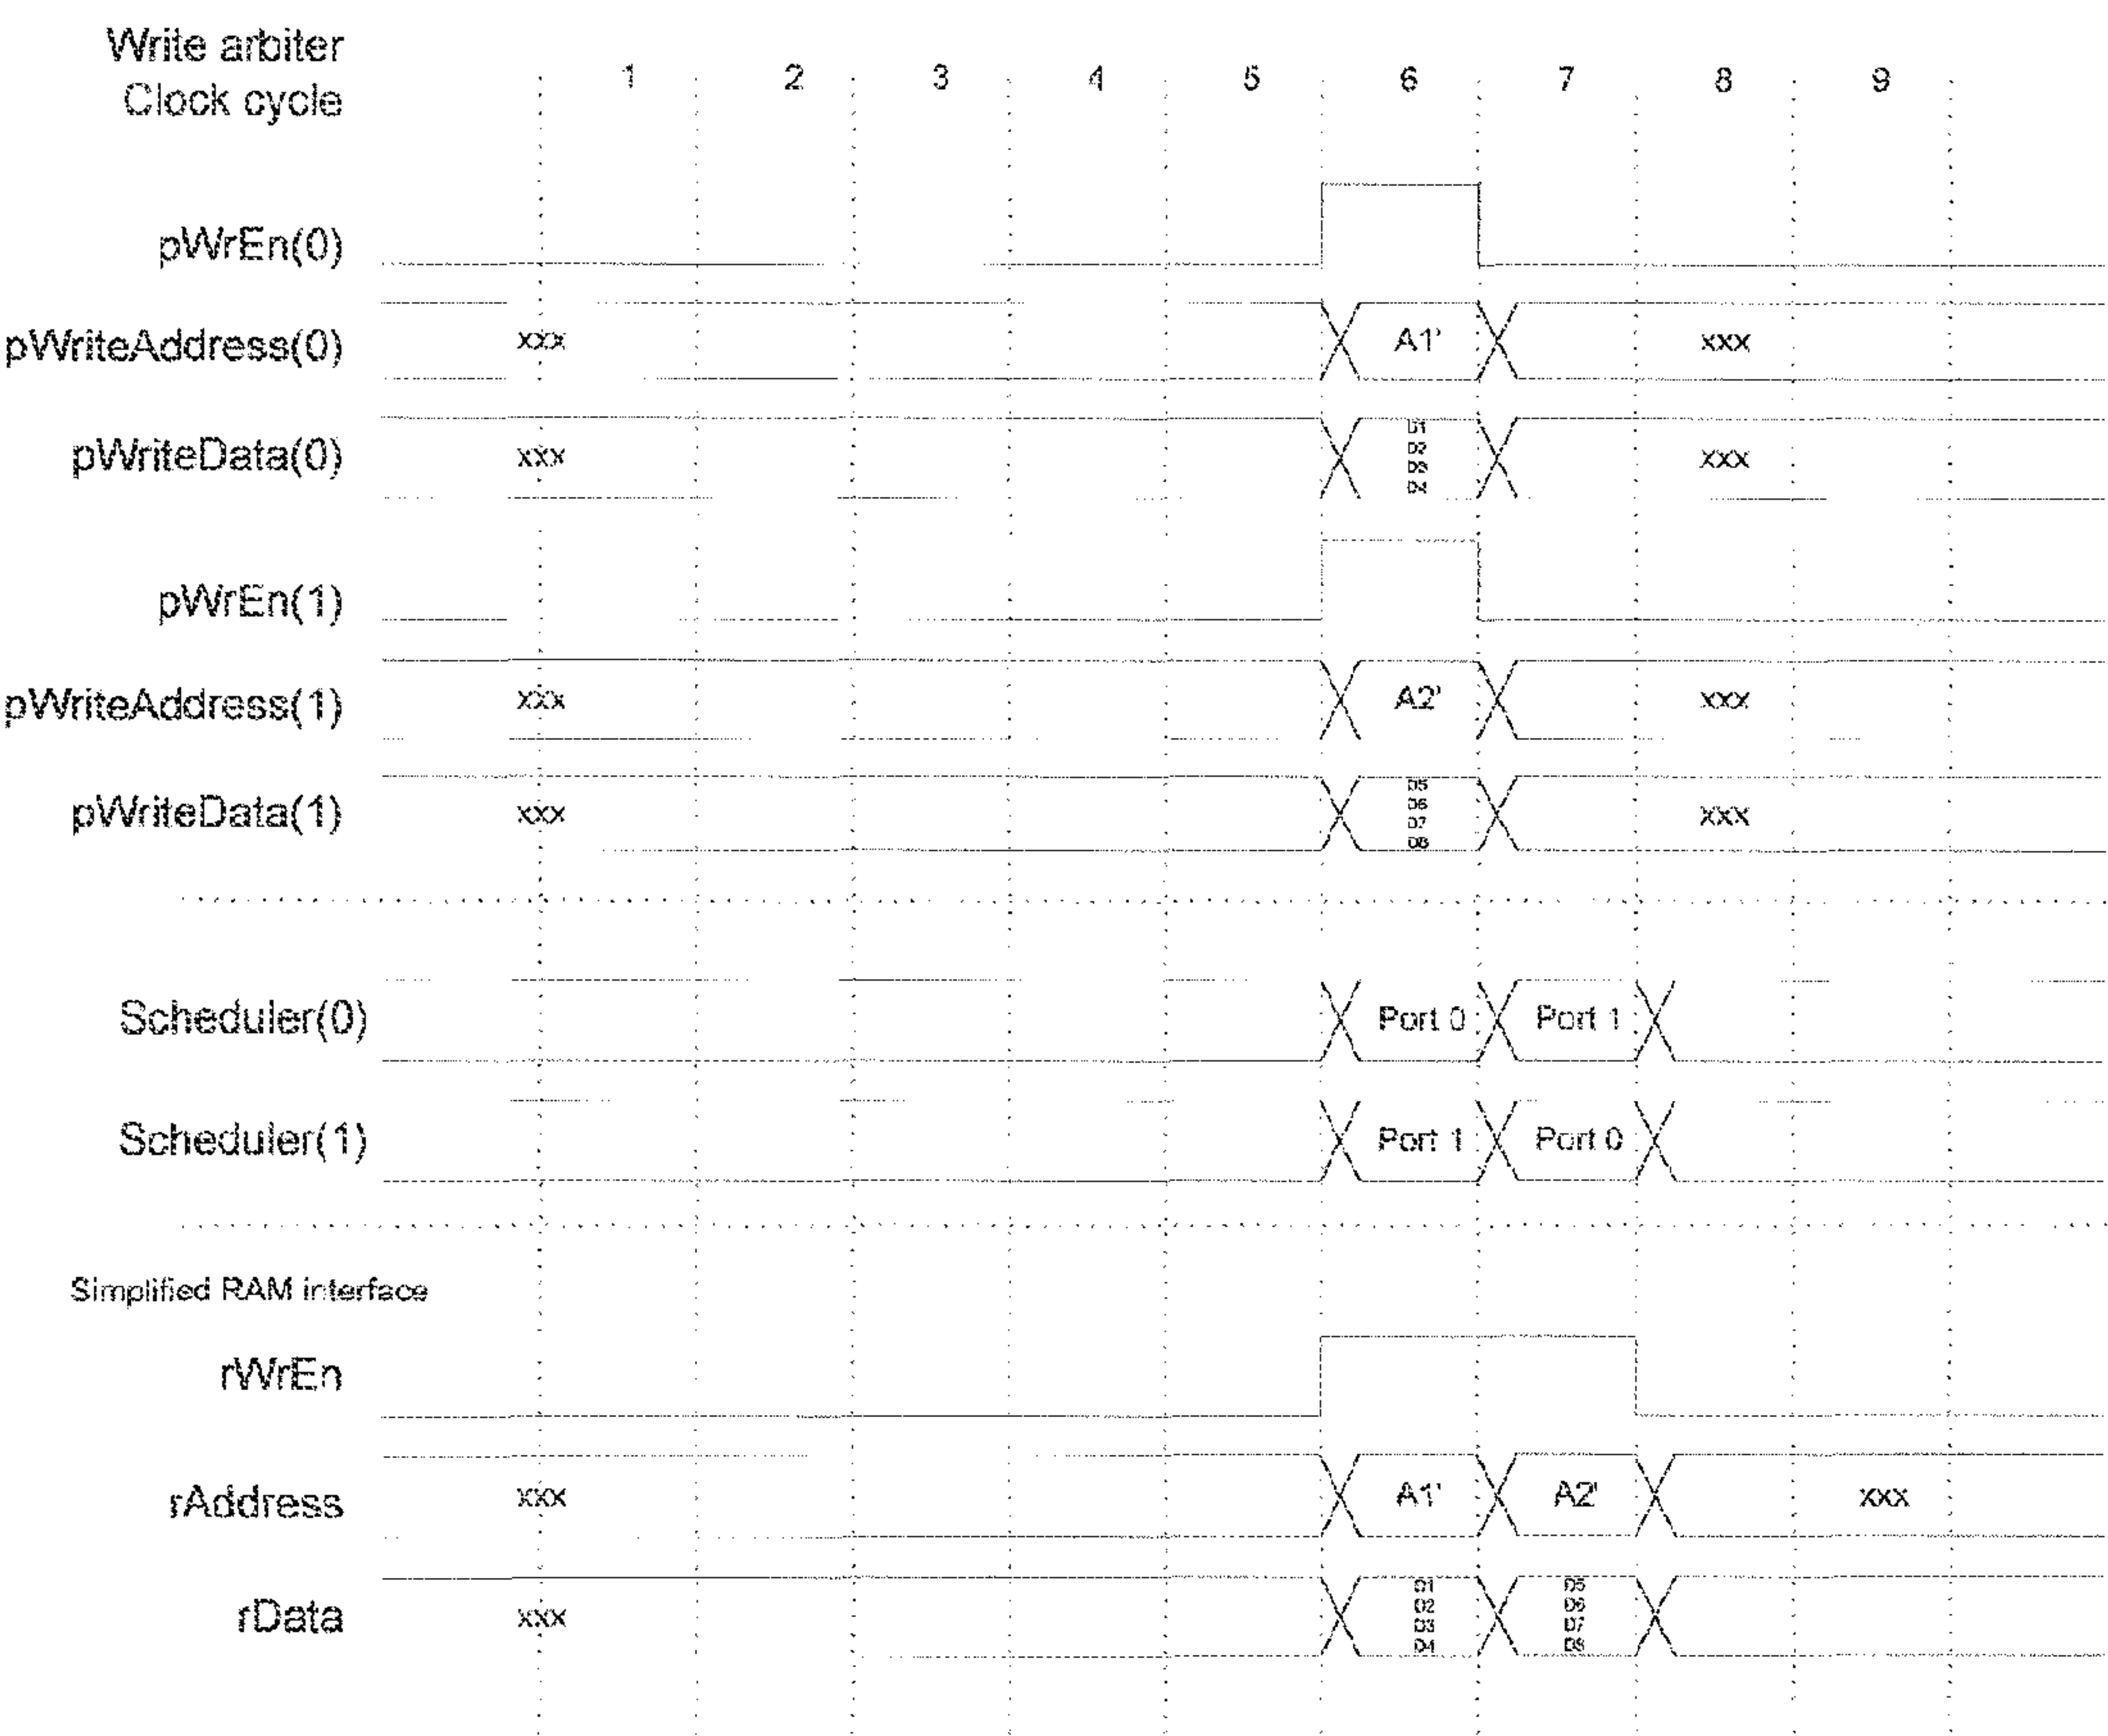 Write arbiter
Clock cycle
1 2 3 4 5 6 7 8 9
pWrEn(0)
pWriteAddress(0) xxx A1' xxx
pWriteData(0) xxx D1 D2 D3 D4 xxx
pWrEn(1)
pWriteAddress(1) xxx A2' xxx
pWriteData(1) xxx D5 D6 D7 D8 xxx
Scheduler(0) Port 0 Port 1
Scheduler(1) Port 1 Port 0
Simplified RAM interface
rWrEn
rAddress xxx A1' A2' xxx
rData xxx D1 D2 D3 D4 D5 D6 D7 D8